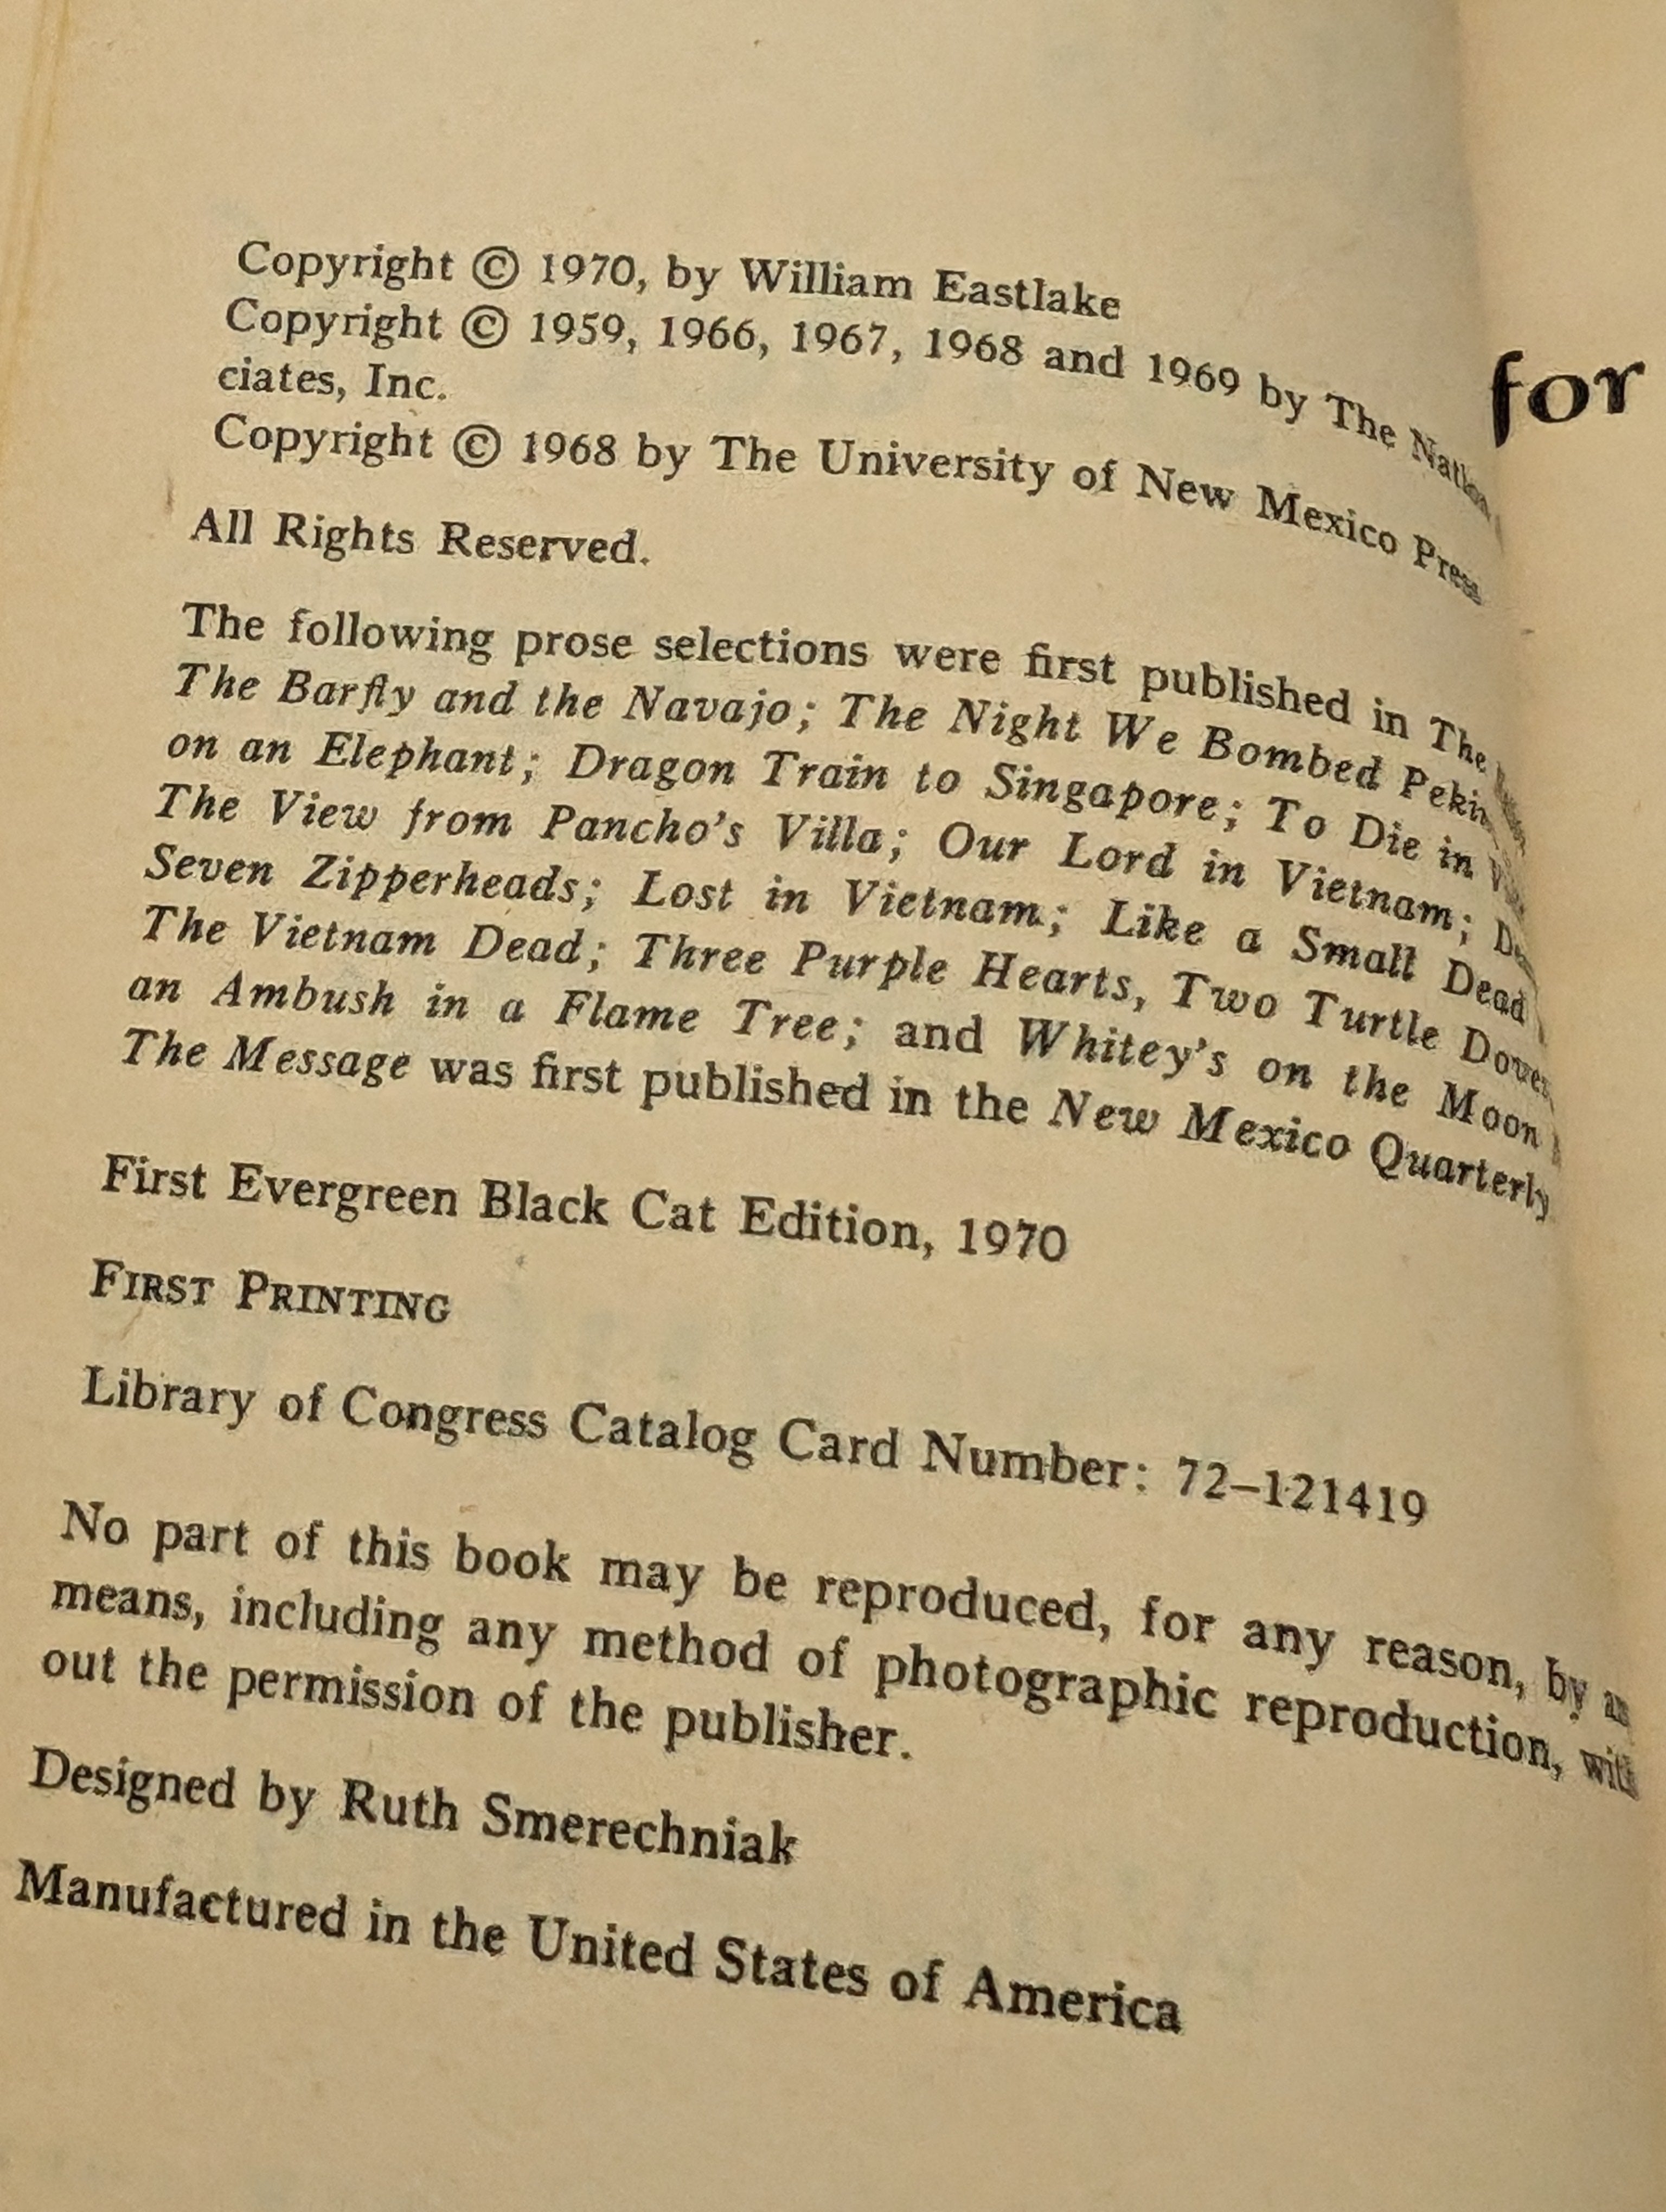 Copyright © 1970, by William Eastlake
Copyright © 1959, 1966, 1967, 1968 and 1969 by The Nation
ciates, Inc.
Copyright © 1968 by The University of New Mexico Press
All Rights Reserved.
The following prose selections were first published in The
The Barfly and the Navajo; The Night We Bombed
on an Elephant; Dragon Train to Singapore; To Die in
The View from Pancho's Villa; Our Lord in Vietnam;
Seven Zipperheads; Lost in Vietnam; Like a Small Dead
The Vietnam Dead; Three Purple Hearts, Two Turtle Doves,
an Ambush in a Flame Tree; and Whitey's on the Moon
The Message was first published in the New Mexico Quarterly
First Evergreen Black Cat Edition, 1970
FIRST PRINTING
Library of Congress Catalog Card Number: 72–121419
No part of this book may be reproduced, for any reason, by
means, including any method of photographic reproduction, with
out the permission of the publisher.
Designed by Ruth Smerechniak
Manufactured in the United States of America
for